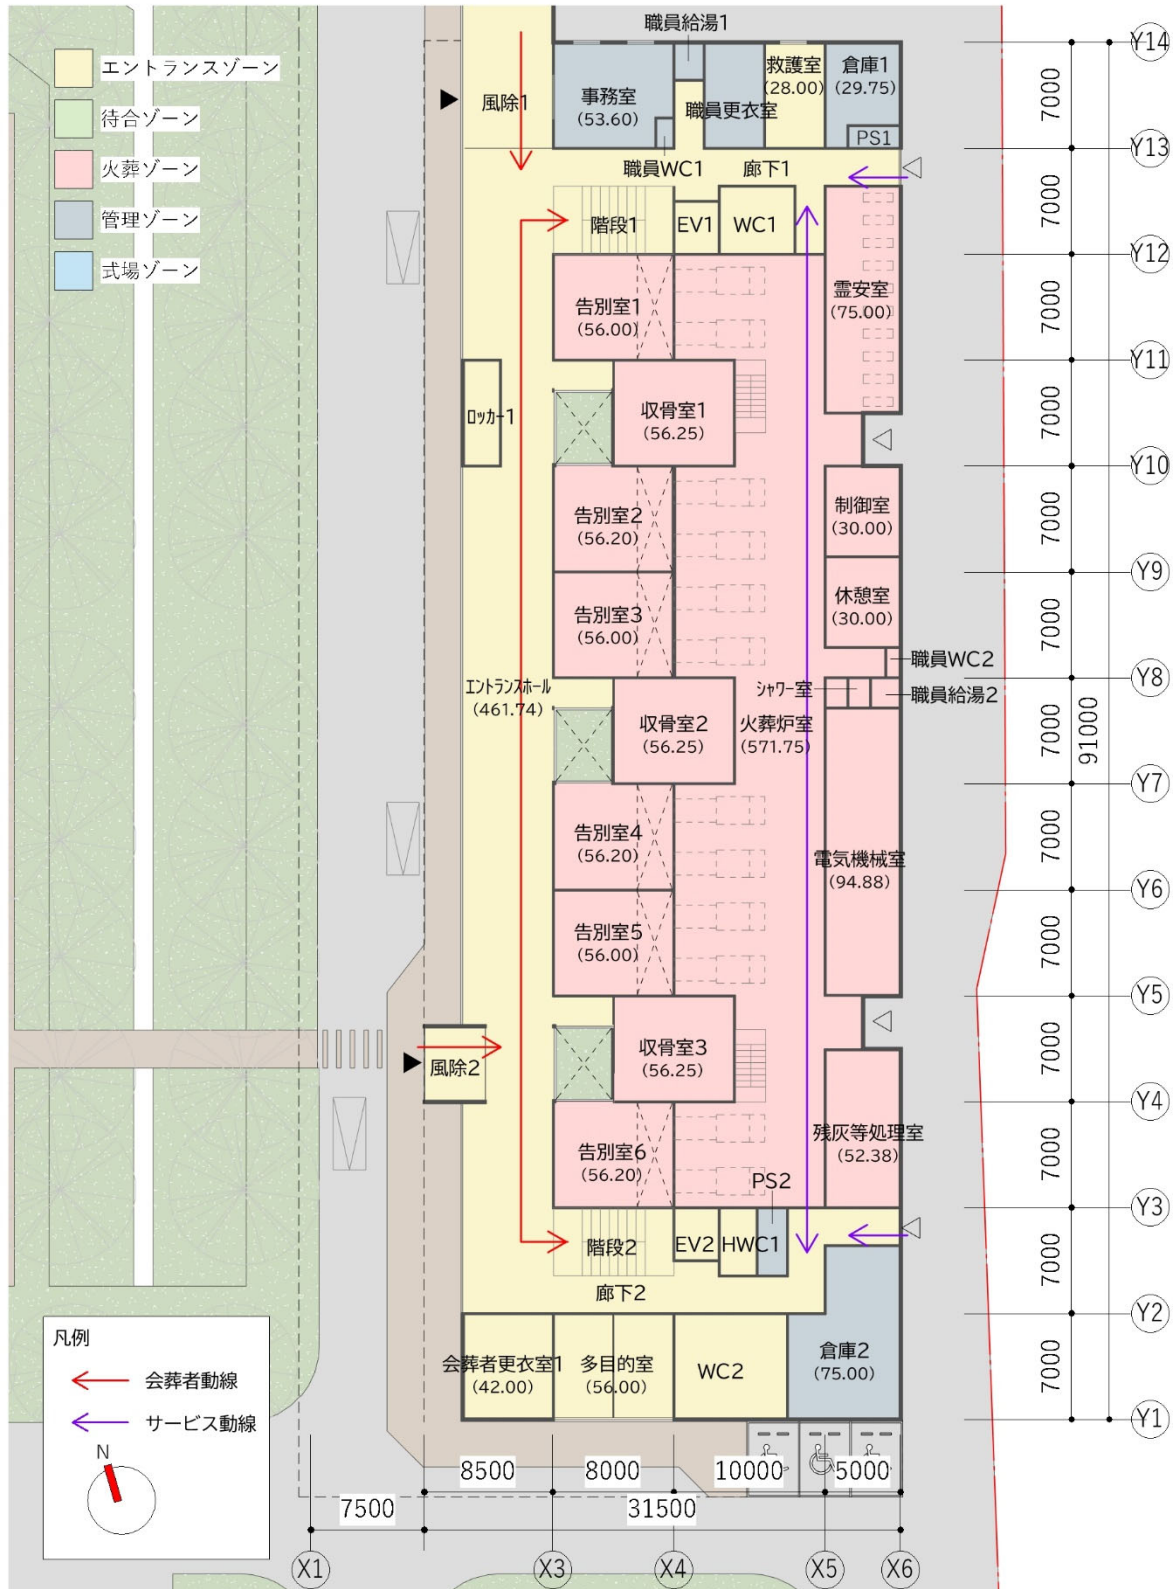 エントランスゾーン
待合ゾーン
火葬ゾーン
管理ゾーン
式場ゾーン
職員給湯1
風除1
事務室
(53.60)
職員更衣室
救護室
(28.00)
倉庫1
(29.75)
PS1
職員WC1
廊下1
階段1
EV1
WC1
告別室1
(56.00)
霊安室
(75.00)
ロッカー1
収骨室1
(56.25)
告別室2
(56.20)
制御室
(30.00)
告別室3
(56.00)
休憩室
(30.00)
職員WC2
エントランスホール
(461.74)
収骨室2
(56.25)
シャワー室
職員給湯2
火葬炉室
(571.75)
告別室4
(56.20)
電気機械室
(94.88)
告別室5
(56.00)
風除2
収骨室3
(56.25)
告別室6
(56.20)
残灰等処理室
(52.38)
PS2
階段2
EV2
HWC1
廊下2
会葬者更衣室1
(42.00)
多目的室
(56.00)
WC2
倉庫2
(75.00)
凡例
会葬者動線
サービス動線
N
Y14
7000
Y13
7000
Y12
7000
Y11
7000
Y10
7000
Y9
7000
Y8
7000
91000
Y7
7000
Y6
7000
Y5
7000
Y4
7000
Y3
7000
Y2
7000
Y1
8500
8000
10000
5000
7500
31500
X1
X3
X4
X5
X6